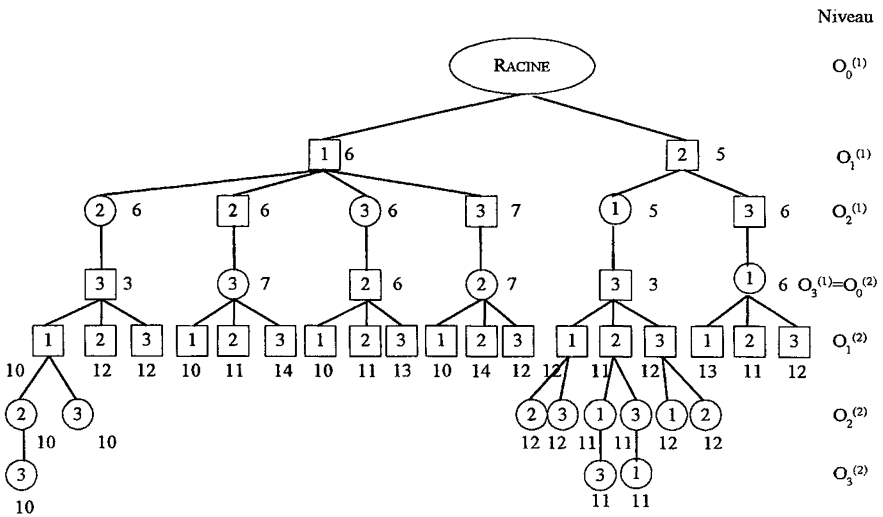 Niveau
RACINE O₀⁽¹⁾
1 6 2 5 O₁⁽¹⁾
2 6 2 6 3 6 3 7 1 5 3 6 O₂⁽¹⁾
3 3 3 7 2 6 2 7 3 3 1 6 O₃⁽¹⁾=O₀⁽²⁾
1 2 3 1 2 3 1 2 3 1 2 3 1 2 3 1 2 3 O₁⁽²⁾
10 12 12 10 11 14 10 11 13 10 14 12 12 11 12 13 11 12
2 3 2 3 1 3 1 2 O₂⁽²⁾
10 10 12 12 11 11 12 12
3 3 1 O₃⁽²⁾
10 11 11